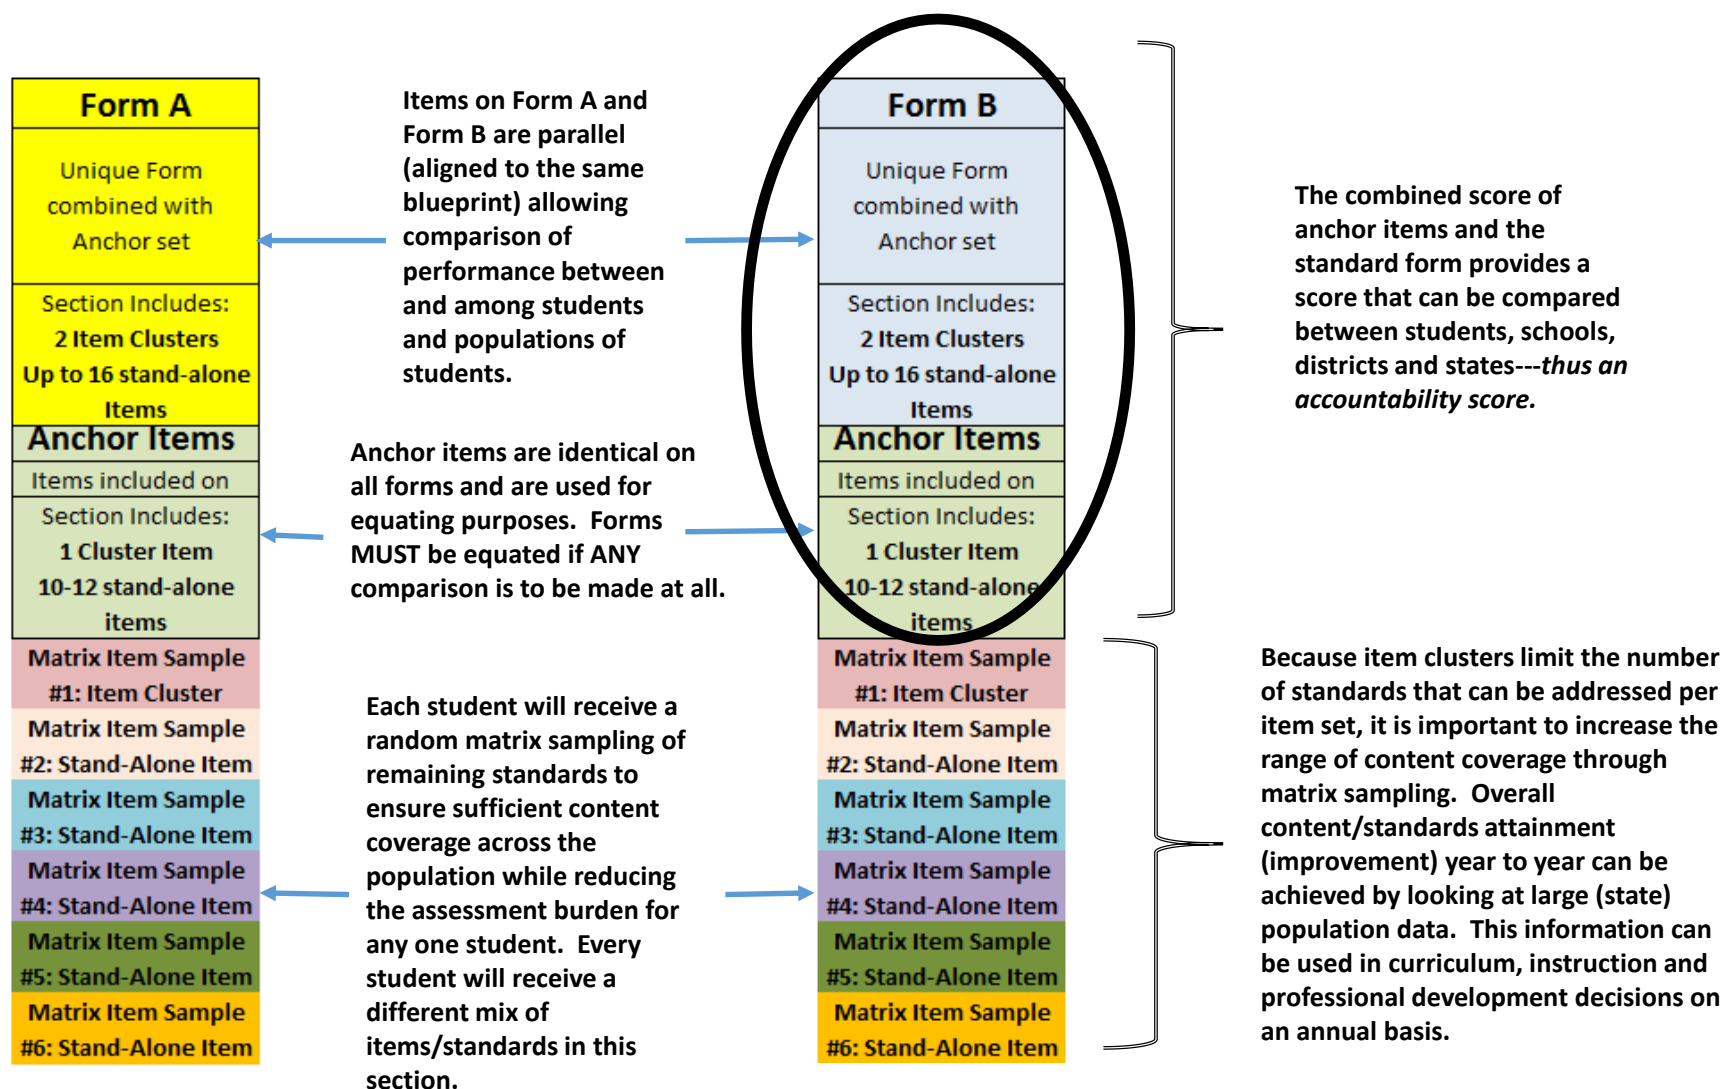 Form A
Unique Form
combined with
Anchor set
Section Includes:
2 Item Clusters
Up to 16 stand-alone
Items
Anchor Items
Items included on
Section Includes:
1 Cluster Item
10-12 stand-alone
items
Matrix Item Sample
#1: Item Cluster
Matrix Item Sample
#2: Stand-Alone Item
Matrix Item Sample
#3: Stand-Alone Item
Matrix Item Sample
#4: Stand-Alone Item
Matrix Item Sample
#5: Stand-Alone Item
Matrix Item Sample
#6: Stand-Alone Item
Items on Form A and
Form B are parallel
(aligned to the same
blueprint) allowing
comparison of
performance between
and among students
and populations of
students.
Anchor items are identical on
all forms and are used for
equating purposes.  Forms
MUST be equated if ANY
comparison is to be made at all.
Each student will receive a
random matrix sampling of
remaining standards to
ensure sufficient content
coverage across the
population while reducing
the assessment burden for
any one student.  Every
student will receive a
different mix of
items/standards in this
section.
Form B
Unique Form
combined with
Anchor set
Section Includes:
2 Item Clusters
Up to 16 stand-alone
Items
Anchor Items
Items included on
Section Includes:
1 Cluster Item
10-12 stand-alone
items
Matrix Item Sample
#1: Item Cluster
Matrix Item Sample
#2: Stand-Alone Item
Matrix Item Sample
#3: Stand-Alone Item
Matrix Item Sample
#4: Stand-Alone Item
Matrix Item Sample
#5: Stand-Alone Item
Matrix Item Sample
#6: Stand-Alone Item
The combined score of
anchor items and the
standard form provides a
score that can be compared
between students, schools,
districts and states---thus an
accountability score.
Because item clusters limit the number
of standards that can be addressed per
item set, it is important to increase the
range of content coverage through
matrix sampling.  Overall
content/standards attainment
(improvement) year to year can be
achieved by looking at large (state)
population data.  This information can
be used in curriculum, instruction and
professional development decisions on
an annual basis.